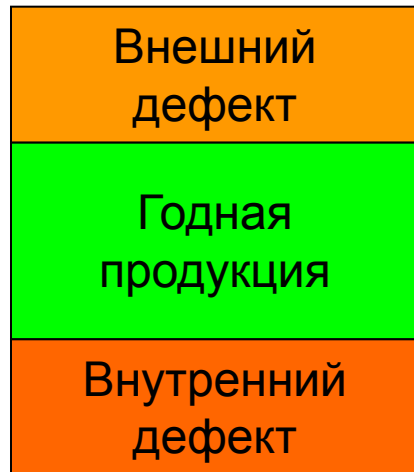 Внешний
дефект
Годная
продукция
Внутренний
дефект